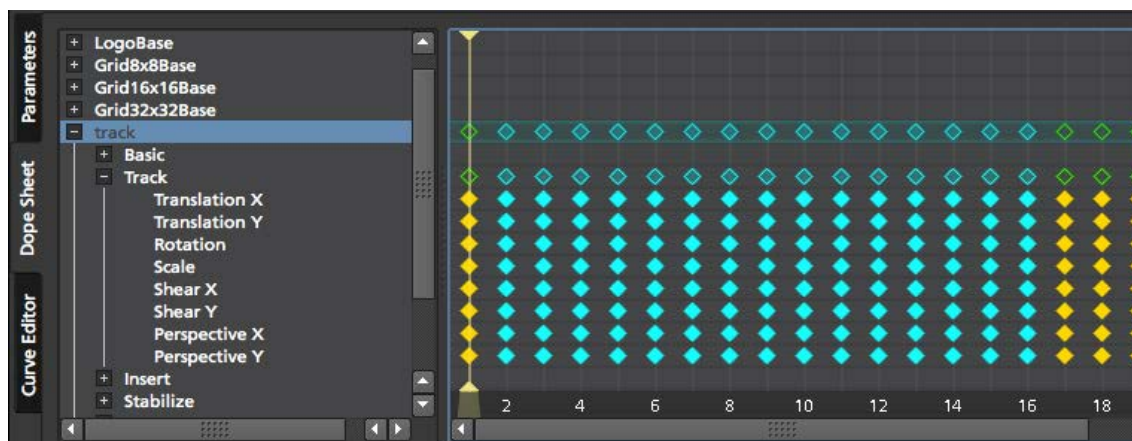 Parameters
Dope Sheet
Curve Editor
LogoBase
Grid8x8Base
Grid16x16Base
Grid32x32Base
track
Basic
Track
Translation X
Translation Y
Rotation
Scale
Shear X
Shear Y
Perspective X
Perspective Y
Insert
Stabilize
2 4 6 8 10 12 14 16 18